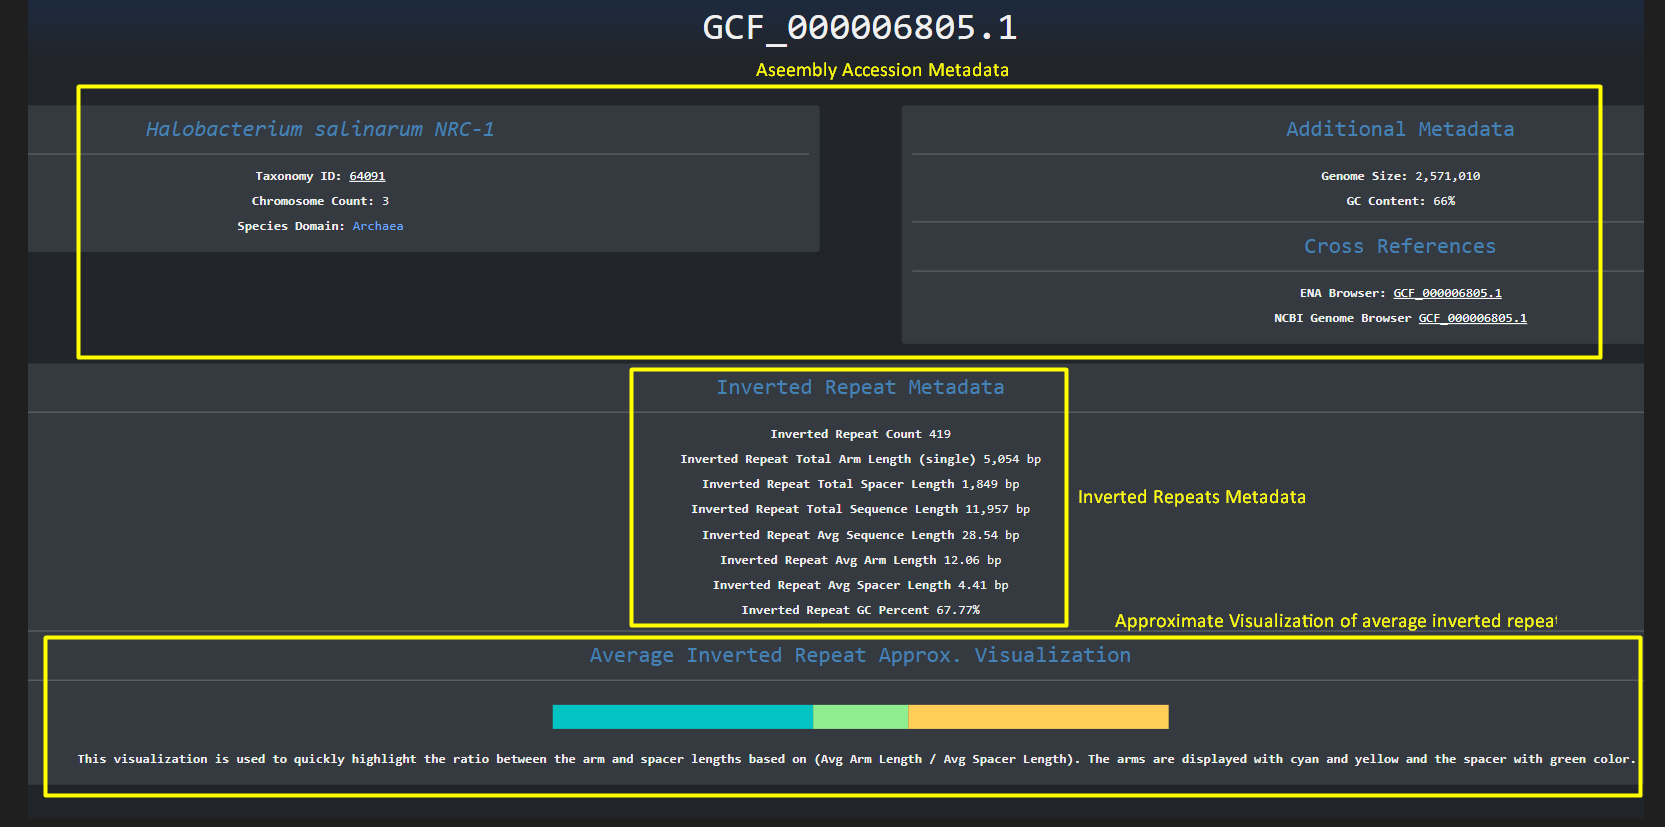 GCF_000006805.1
Aseembly Accession Metadata
Halobacterium salinarum NRC-1
Taxonomy ID: 64091
Chromosome Count: 3
Species Domain: Archaea
Additional Metadata
Genome Size: 2,571,010
GC Content: 66%
Cross References
ENA Browser: GCF_000006805.1
NCBI Genome Browser GCF_000006805.1
Inverted Repeat Metadata
Inverted Repeat Count 419
Inverted Repeat Total Arm Length (single) 5,054 bp
Inverted Repeat Total Spacer Length 1,849 bp
Inverted Repeat Total Sequence Length 11,957 bp
Inverted Repeat Avg Sequence Length 28.54 bp
Inverted Repeat Avg Arm Length 12.06 bp
Inverted Repeat Avg Spacer Length 4.41 bp
Inverted Repeat GC Percent 67.77%
Inverted Repeats Metadata
Approximate Visualization of average inverted repeat
Average Inverted Repeat Approx. Visualization
This visualization is used to quickly highlight the ratio between the arm and spacer lengths based on (Avg Arm Length / Avg Spacer Length). The arms are displayed with cyan and yellow and the spacer with green color.